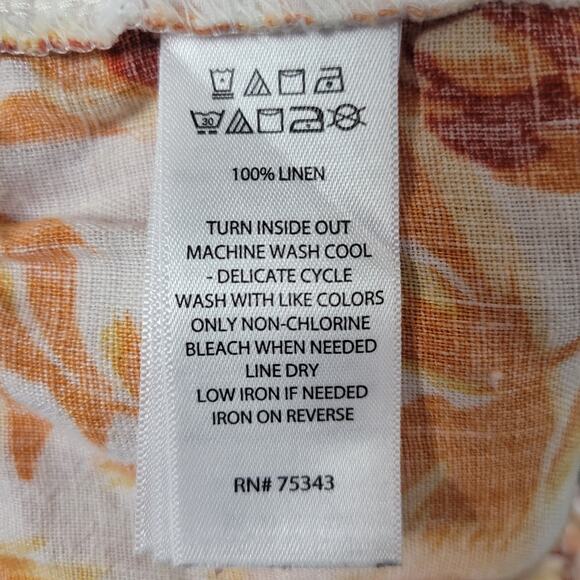 30
100% LINEN
TURN INSIDE OUT
MACHINE WASH COOL
- DELICATE CYCLE
WASH WITH LIKE COLORS
ONLY NON-CHLORINE
BLEACH WHEN NEEDED
LINE DRY
LOW IRON IF NEEDED
IRON ON REVERSE
RN# 75343